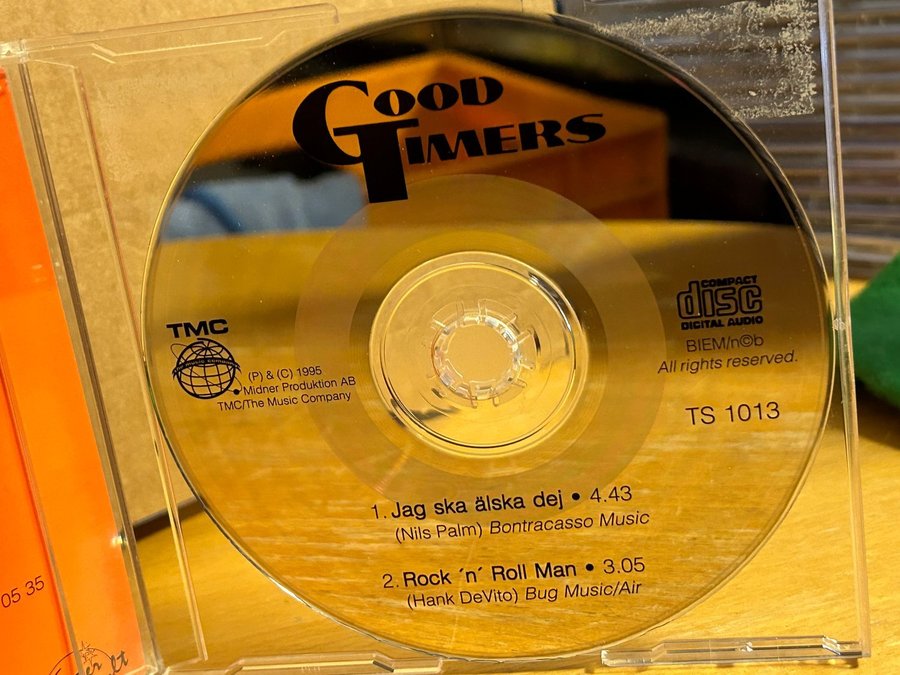 GOOD
TIMERS
COMPACT
disc
DIGITAL AUDIO
BIEM/n©b
All rights reserved.
TS 1013
TMC
(P) & (C) 1995
Midner Produktion AB
TMC/The Music Company
1. Jag ska älska dej • 4.43
(Nils Palm) Bontracasso Music
2. Rock ´n´ Roll Man • 3.05
(Hank DeVito) Bug Music/Air
05 35